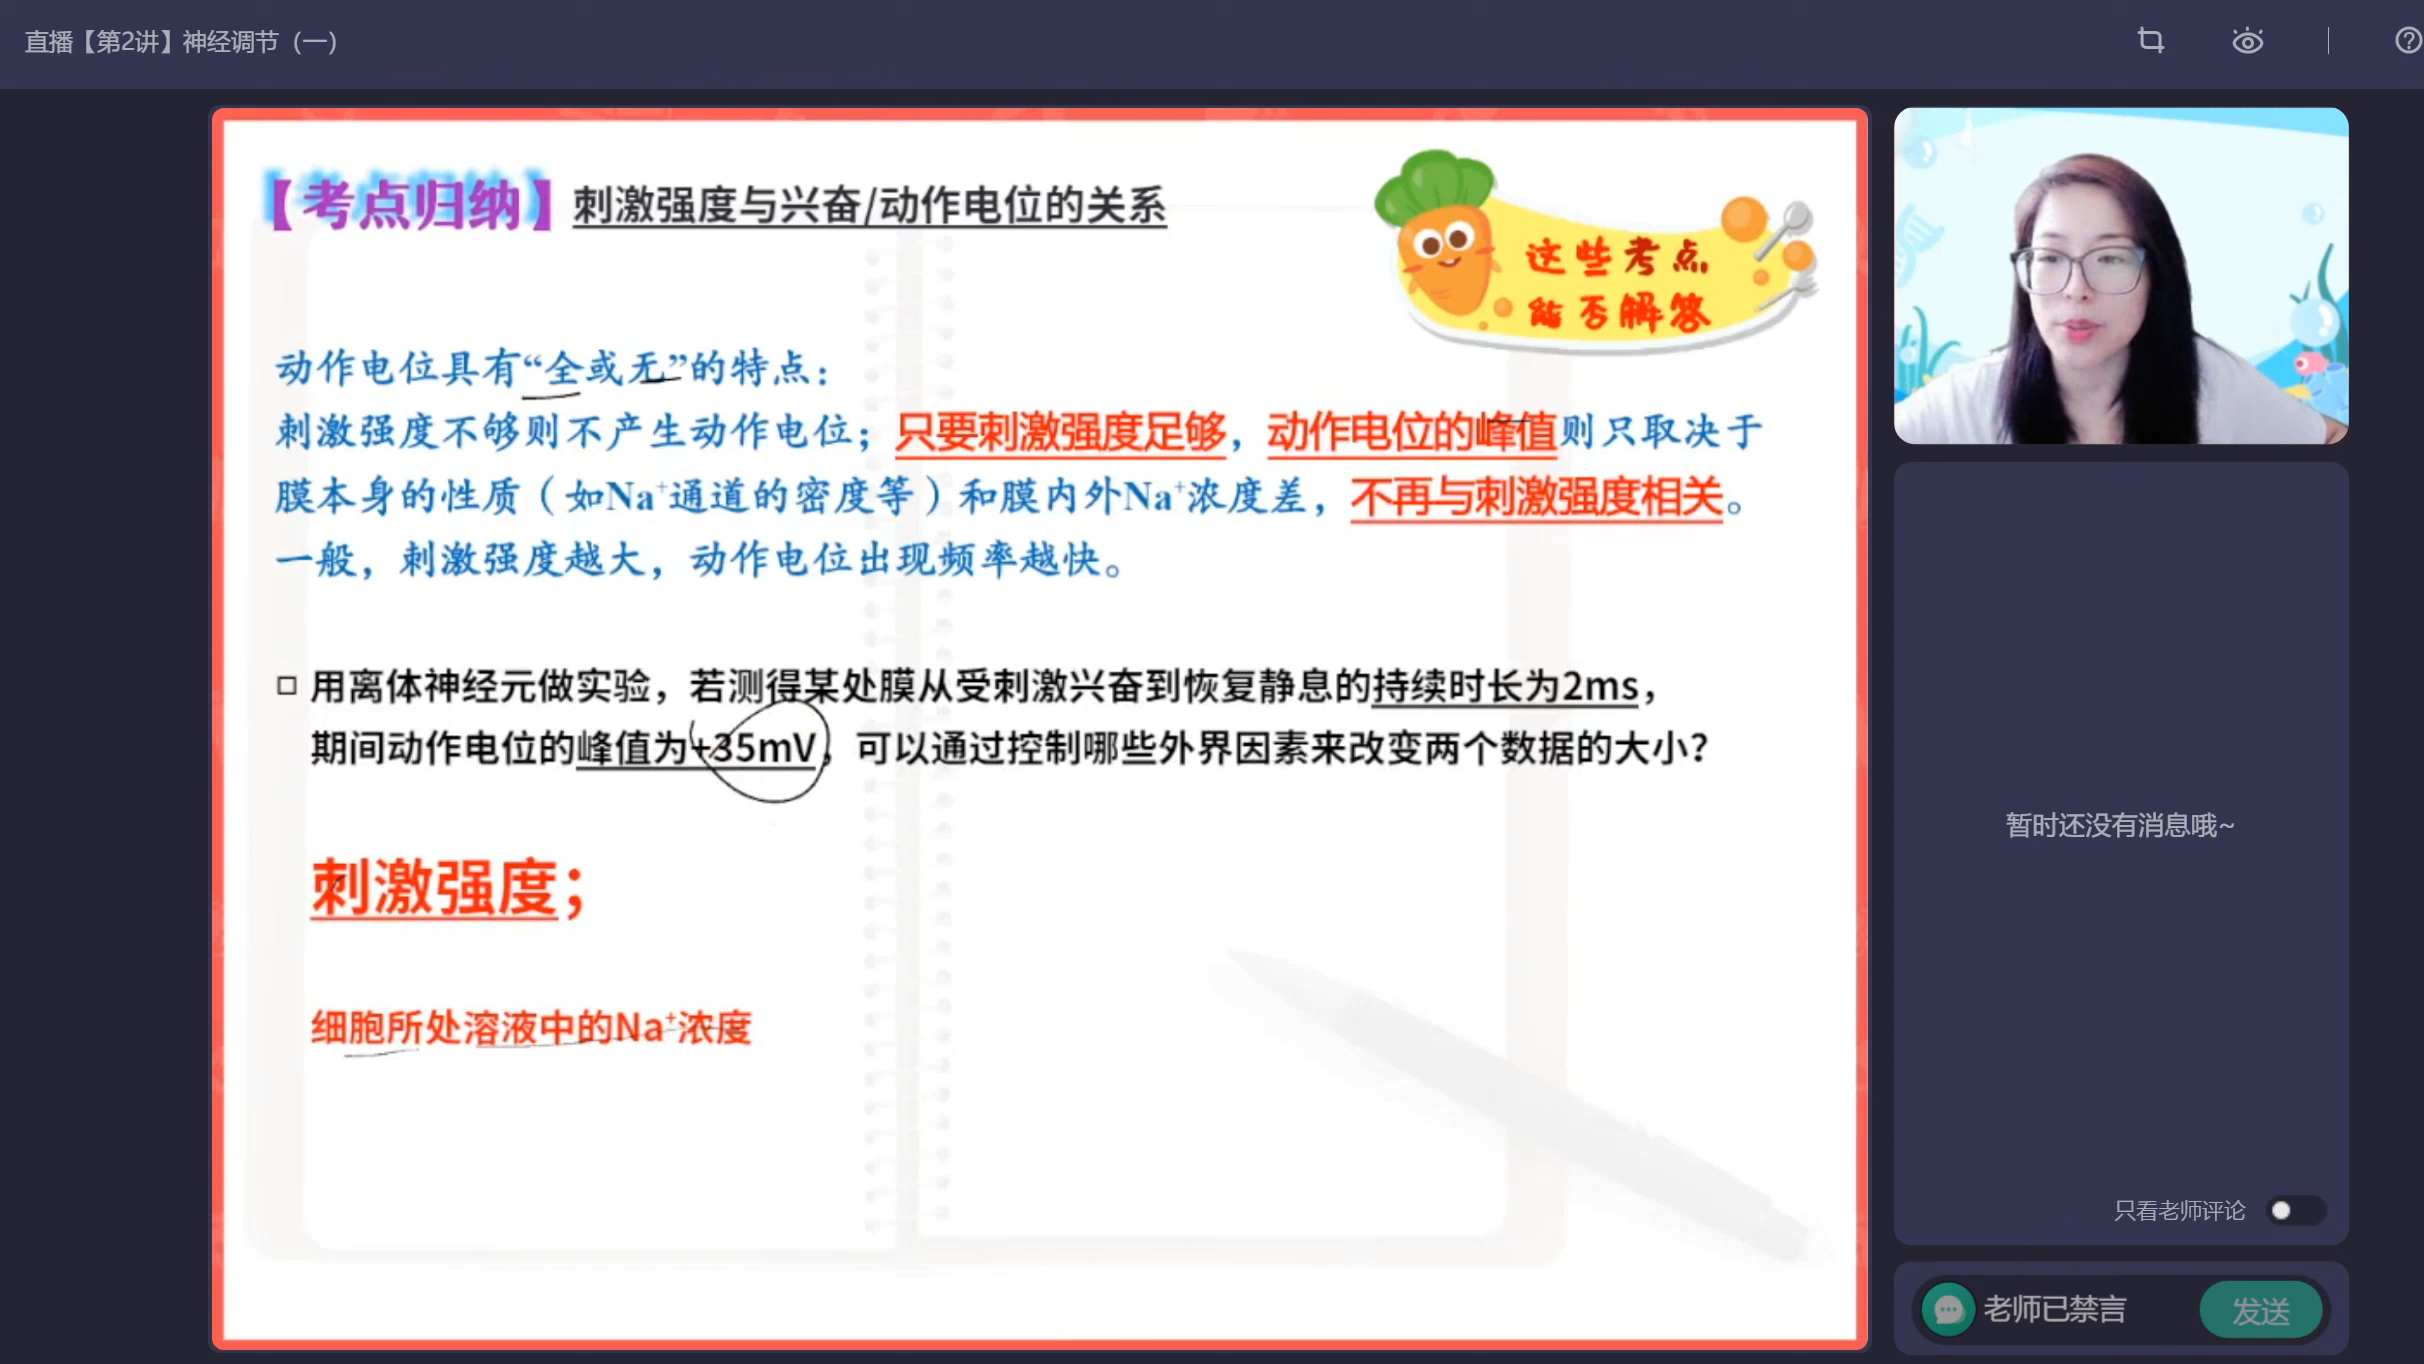 直播【第2讲】神经调节（一）
【考点归纳】刺激强度与兴奋/动作电位的关系
这些考点
能否解答
动作电位具有“全或无”的特点：
刺激强度不够则不产生动作电位；只要刺激强度足够，动作电位的峰值则只取决于
膜本身的性质（如Na⁺通道的密度等）和膜内外Na⁺浓度差，不再与刺激强度相关。
一般，刺激强度越大，动作电位出现频率越快。
□ 用离体神经元做实验，若测得某处膜从受刺激兴奋到恢复静息的持续时长为2ms，
期间动作电位的峰值为+35mV，可以通过控制哪些外界因素来改变两个数据的大小？
刺激强度；
细胞所处溶液中的Na⁺浓度
暂时还没有消息哦~
只看老师评论
老师已禁言
发送